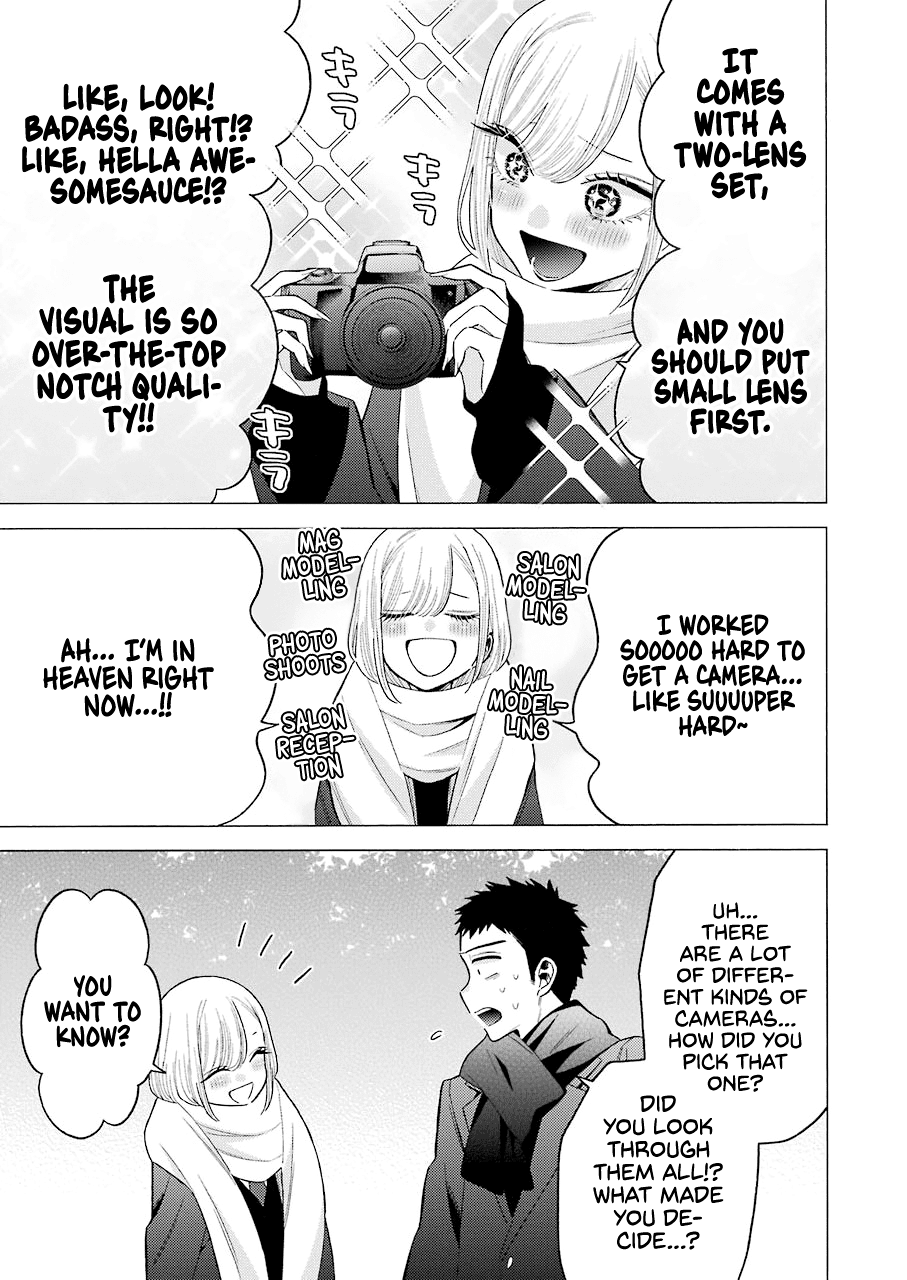 IT
COMES
WITH A
TWO-LENS
SET,
AND YOU
SHOULD PUT
SMALL LENS
FIRST.
キラ
キラ
キラ
LIKE, LOOK!
BADASS, RIGHT!?
LIKE, HELLA AWE-
SOMESAUCE!?
THE
VISUAL IS SO
OVER-THE-TOP
NOTCH QUALI-
TY!!
I WORKED
SOOOOO HARD TO
GET A CAMERA...
LIKE SUUUUPER
HARD~
SALON
MODEL-
LING
NAIL
MODEL-
LING
MAG
MODEL-
LING
PHOTO
SHOOTS
SALON
RECEP-
TION
AH... I'M IN
HEAVEN RIGHT
NOW...!!
UH...
THERE
ARE A LOT
OF DIFFER-
ENT KINDS OF
CAMERAS...
HOW DID YOU
PICK THAT
ONE?
DID
YOU LOOK
THROUGH
THEM ALL!?
WHAT MADE
YOU DE-
CIDE...?
YOU
WANT TO
KNOW?